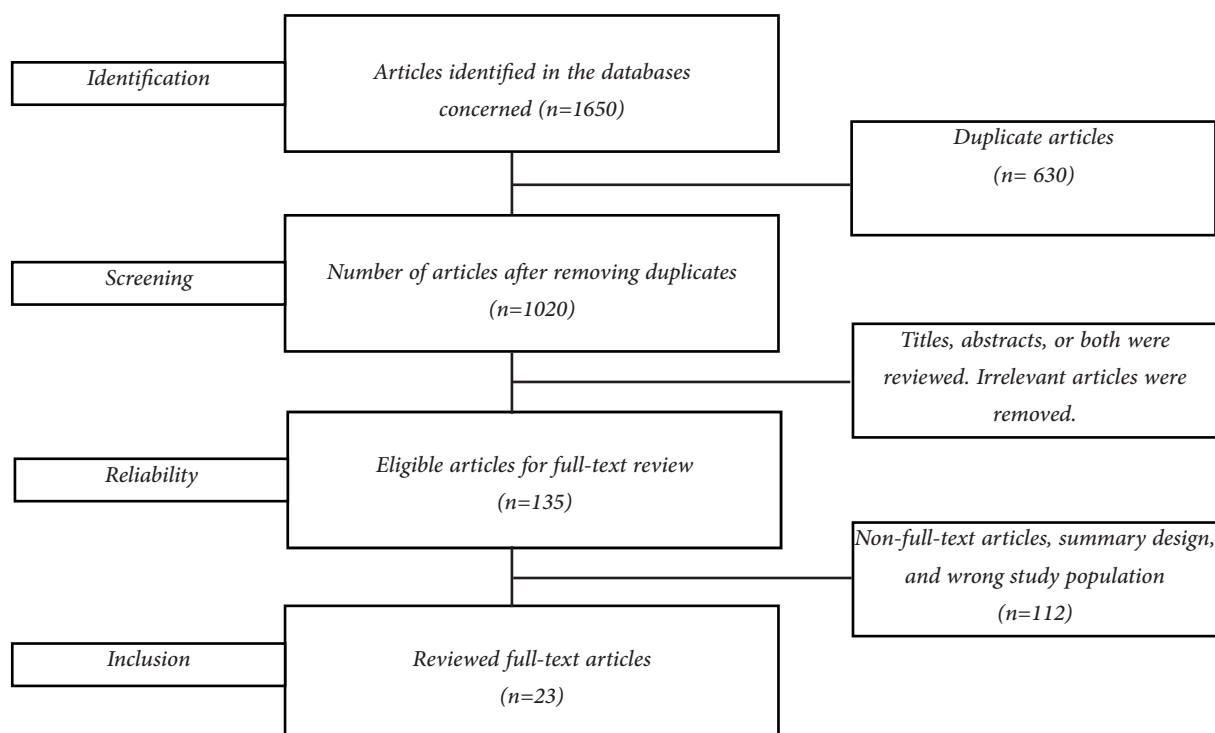 Identification
Articles identified in the databases
concerned (n=1650)
Duplicate articles
(n= 630)
Screening
Number of articles after removing duplicates
(n=1020)
Titles, abstracts, or both were
reviewed. Irrelevant articles were
removed.
Reliability
Eligible articles for full-text review
(n=135)
Non-full-text articles, summary design,
and wrong study population
(n=112)
Inclusion
Reviewed full-text articles
(n=23)